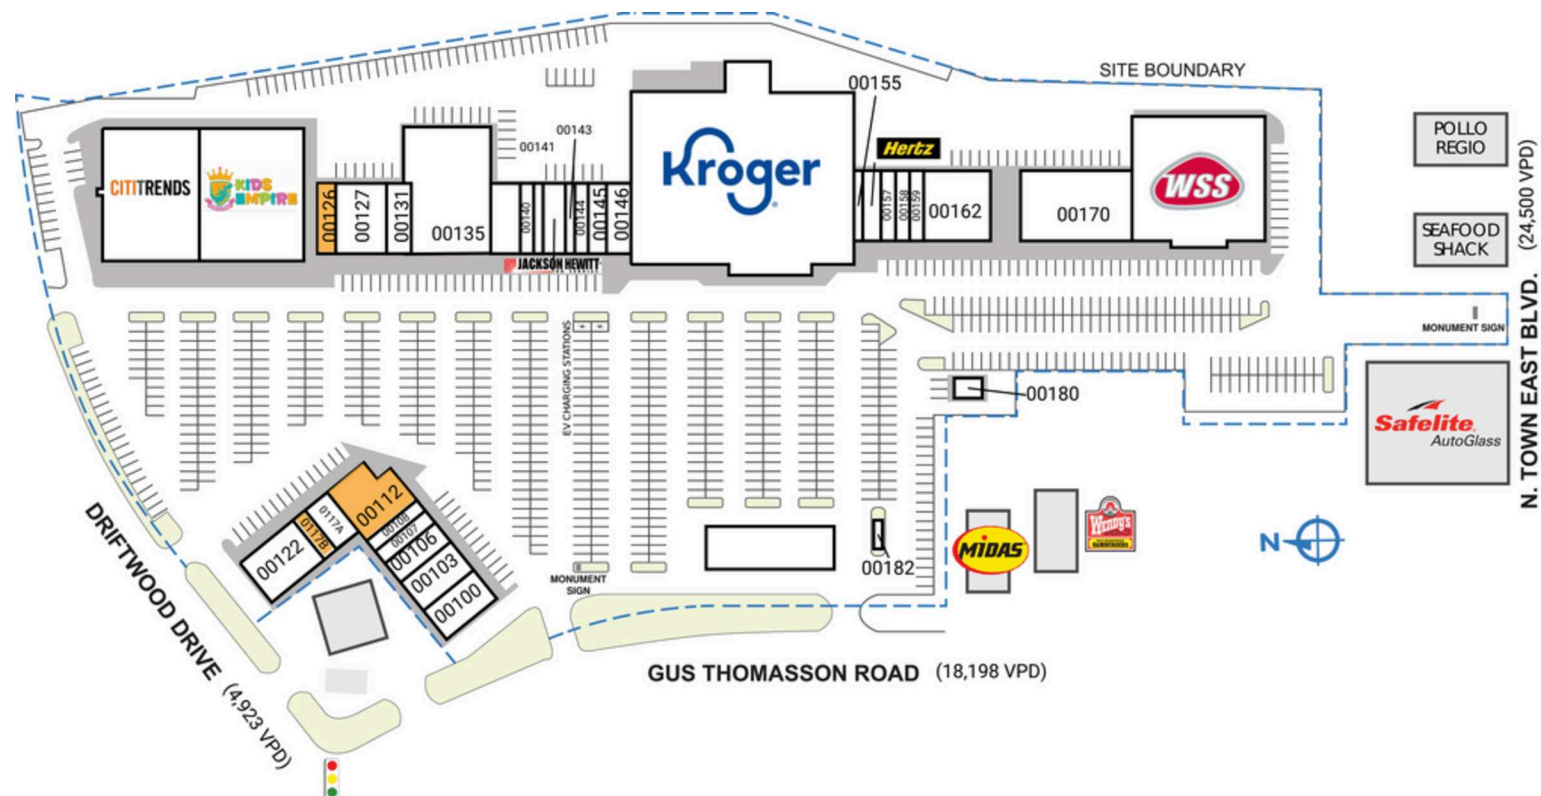 SITE BOUNDARY
00155
00143
00141
Hertz
POLLO
REGIO
(24,500 VPD)
CITITRENDS
KIDS
EMPIRE
Kroger
WSS
00126
00127
00131
00135
00140
00144
00145
00146
00157
00158
00159
00162
00170
SEAFOOD
SHACK
JACKSON HEWITT
MONUMENT SIGN
EV CHARGING STATIONS
N. TOWN EAST BLVD.
00180
Safelite.
AutoGlass
00112
00108
00107
00106
00103
00100
0117A
0117B
00122
DRIFTWOOD DRIVE
(4,923 VPD)
MONUMENT
SIGN
00182
MIDAS
Wendy's
N
GUS THOMASSON ROAD (18,198 VPD)